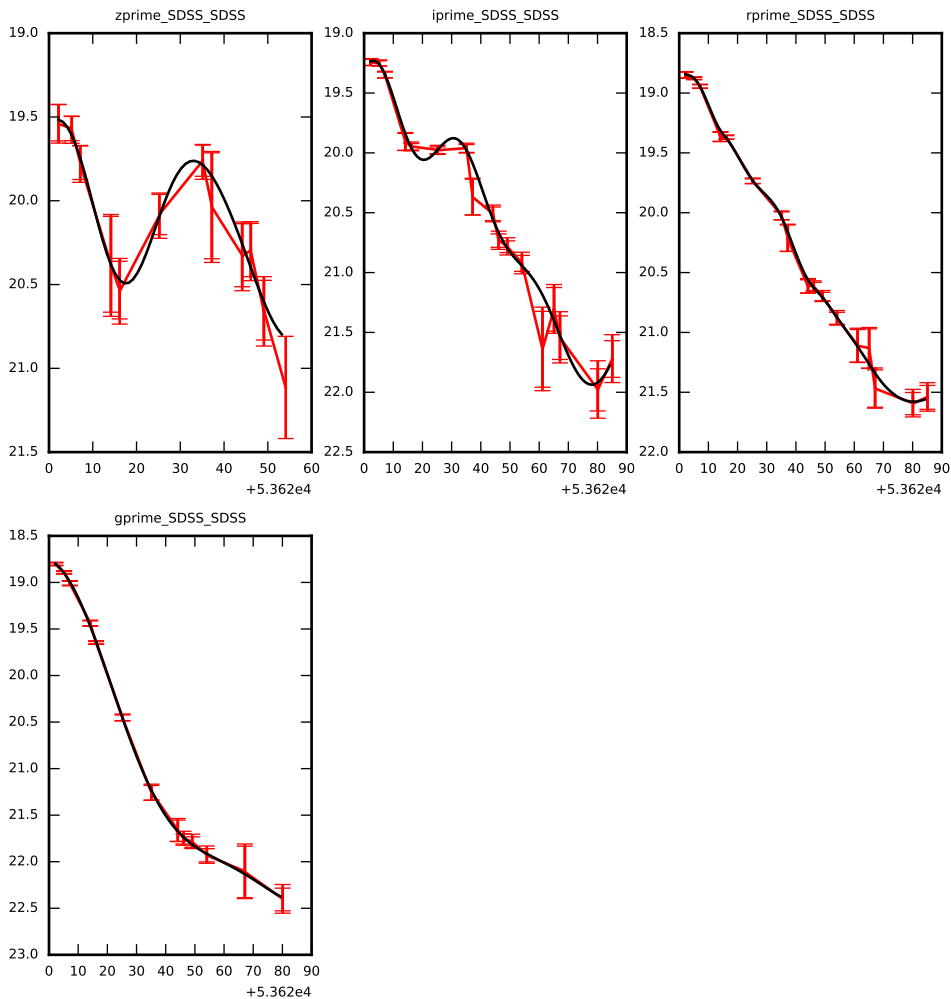 zprime_SDSS_SDSS
iprime_SDSS_SDSS
rprime_SDSS_SDSS
19.0
19.5
20.0
20.5
21.0
21.5
0 10 20 30 40 50 60
+5.362e4
19.0
19.5
20.0
20.5
21.0
21.5
22.0
22.5
0 10 20 30 40 50 60 70 80 90
+5.362e4
18.5
19.0
19.5
20.0
20.5
21.0
21.5
22.0
0 10 20 30 40 50 60 70 80 90
+5.362e4
gprime_SDSS_SDSS
18.5
19.0
19.5
20.0
20.5
21.0
21.5
22.0
22.5
23.0
0 10 20 30 40 50 60 70 80 90
+5.362e4